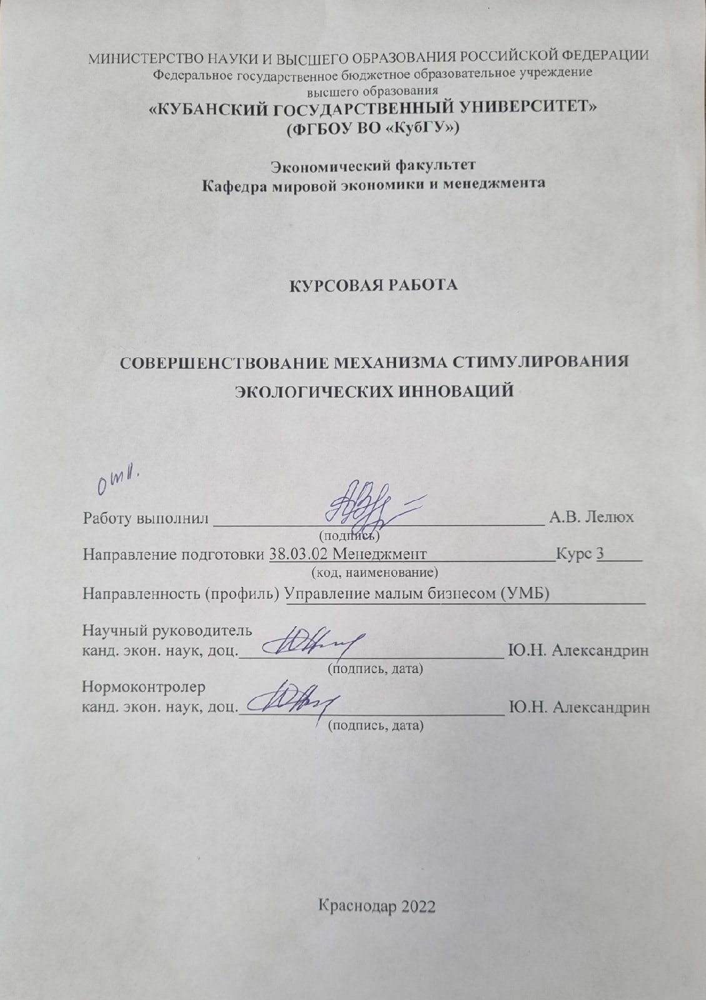 МИНИСТЕРСТВО НАУКИ И ВЫСШЕГО ОБРАЗОВАНИЯ РОССИЙСКОЙ ФЕДЕРАЦИИ
Федеральное государственное бюджетное образовательное учреждение
высшего образования
«КУБАНСКИЙ ГОСУДАРСТВЕННЫЙ УНИВЕРСИТЕТ»
(ФГБОУ ВО «КубГУ»)
Экономический факультет
Кафедра мировой экономики и менеджмента
КУРСОВАЯ РАБОТА
СОВЕРШЕНСТВОВАНИЕ МЕХАНИЗМА СТИМУЛИРОВАНИЯ
ЭКОЛОГИЧЕСКИХ ИННОВАЦИЙ
отл.
Работу выполнил А.В. Лелюх
(подпись)
Направление подготовки 38.03.02 Менеджмент Курс 3
(код, наименование)
Направленность (профиль) Управление малым бизнесом (УМБ)
Научный руководитель
канд. экон. наук, доц. Ю.Н. Александрин
(подпись, дата)
Нормоконтролер
канд. экон. наук, доц. Ю.Н. Александрин
(подпись, дата)
Краснодар 2022